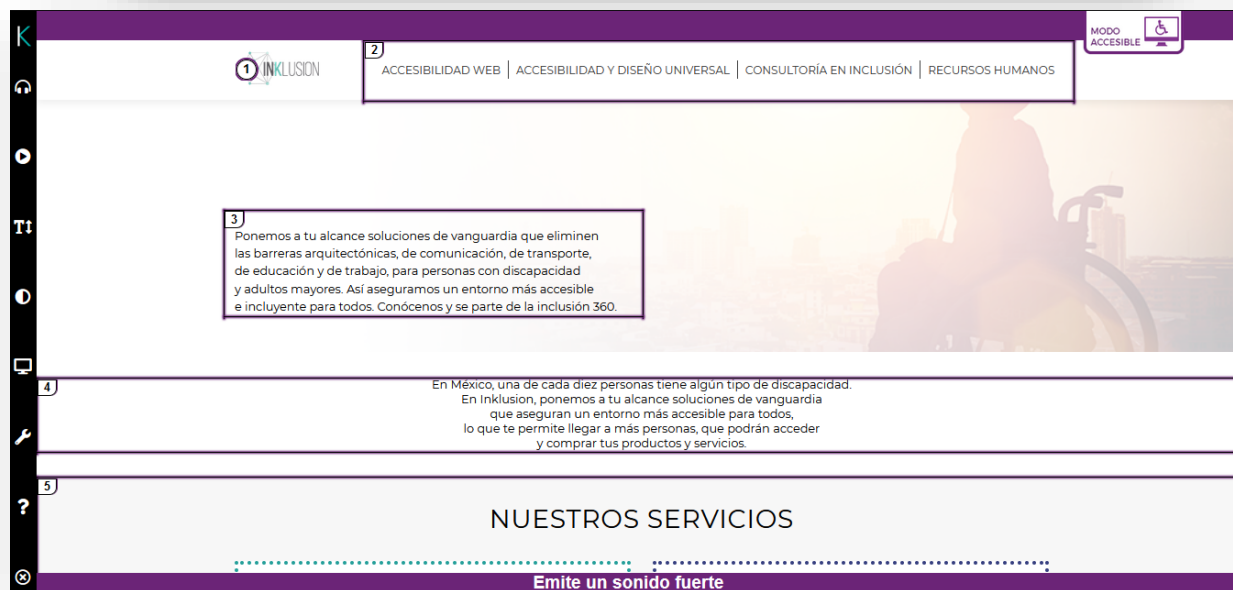 MODO
ACCESIBLE
1 INKLUSION
2
ACCESIBILIDAD WEB | ACCESIBILIDAD Y DISEÑO UNIVERSAL | CONSULTORÍA EN INCLUSIÓN | RECURSOS HUMANOS
3
Ponemos a tu alcance soluciones de vanguardia que eliminen
las barreras arquitectónicas, de comunicación, de transporte,
de educación y de trabajo, para personas con discapacidad
y adultos mayores. Así aseguramos un entorno más accesible
e incluyente para todos. Conócenos y se parte de la inclusión 360.
4
En México, una de cada diez personas tiene algún tipo de discapacidad.
En Inklusion, ponemos a tu alcance soluciones de vanguardia
que aseguran un entorno más accesible para todos,
lo que te permite llegar a más personas, que podrán acceder
y comprar tus productos y servicios.
5
NUESTROS SERVICIOS
Emite un sonido fuerte